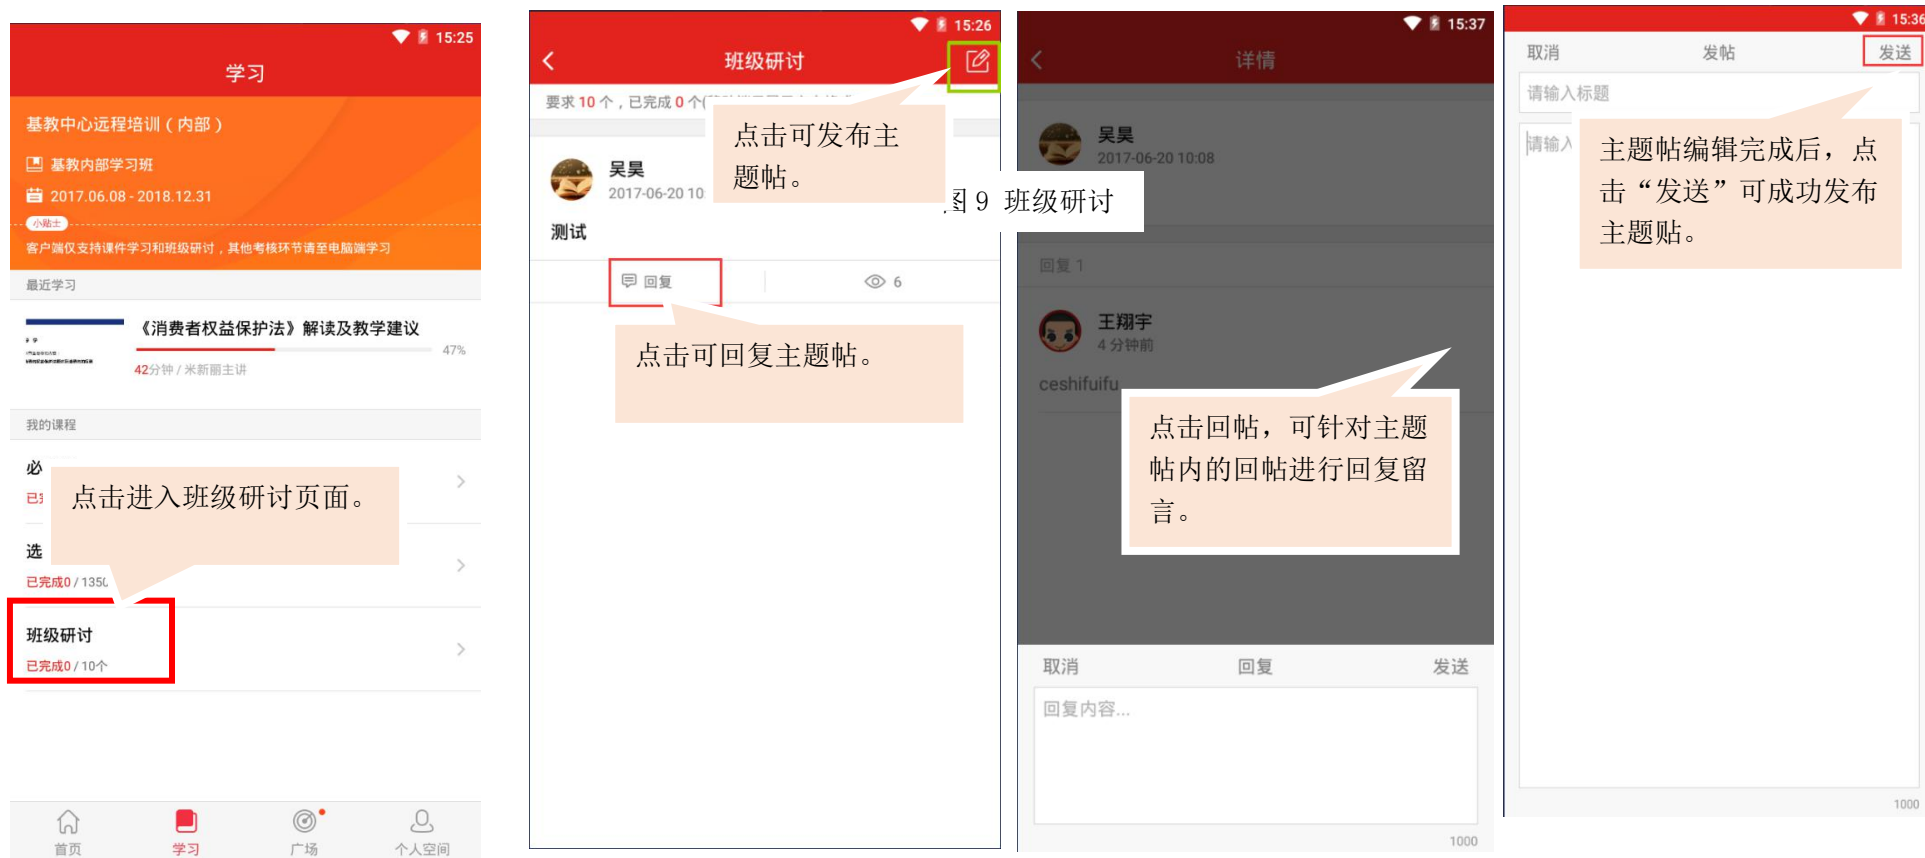 15:25
学习
基教中心远程培训（内部）
基教内部学习班
2017.06.08 - 2018.12.31
小贴士
客户端仅支持课件学习和班级研讨，其他考核环节请至电脑端学习
最近学习
《消费者权益保护法》解读及教学建议
47%
42分钟 / 米新丽主讲
我的课程
必
点击进入班级研讨页面。
选
已完成0 / 1350
班级研讨
已完成0 / 10个
首页
学习
广场
个人空间
15:26
班级研讨
要求 10 个，已完成 0 个
点击可发布主
题帖。
吴昊
2017-06-20 10:
测试
回复
6
点击可回复主题帖。
图 9 班级研讨
15:37
详情
吴昊
2017-06-20 10:08
回复 1
王翔宇
4 分钟前
ceshifuifu
点击回帖，可针对主题
帖内的回帖进行回复留
言。
取消
回复
发送
回复内容...
1000
15:36
取消
发帖
发送
请输入标题
请输入
主题帖编辑完成后，点
击“发送”可成功发布
主题贴。
1000